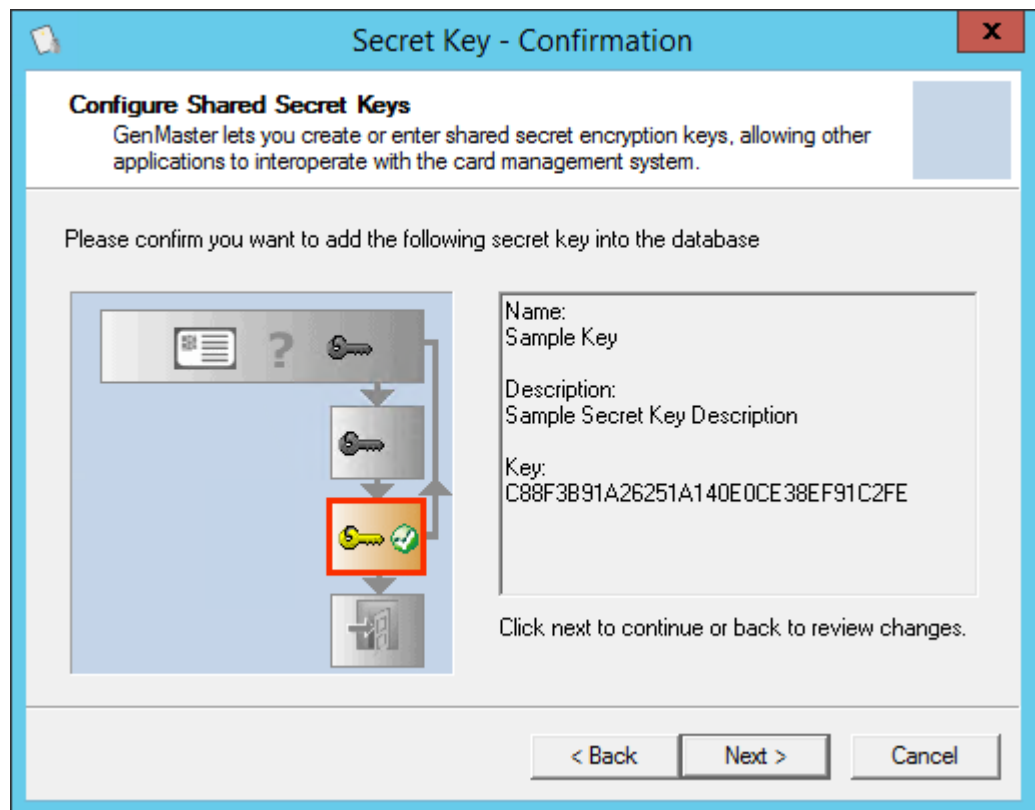 Secret Key - Confirmation
x
Configure Shared Secret Keys
GenMaster lets you create or enter shared secret encryption keys, allowing other
applications to interoperate with the card management system.
Please confirm you want to add the following secret key into the database
?
Name:
Sample Key
Description:
Sample Secret Key Description
Key:
C88F3B91A26251A140E0CE38EF91C2FE
Click next to continue or back to review changes.
< Back
Next >
Cancel